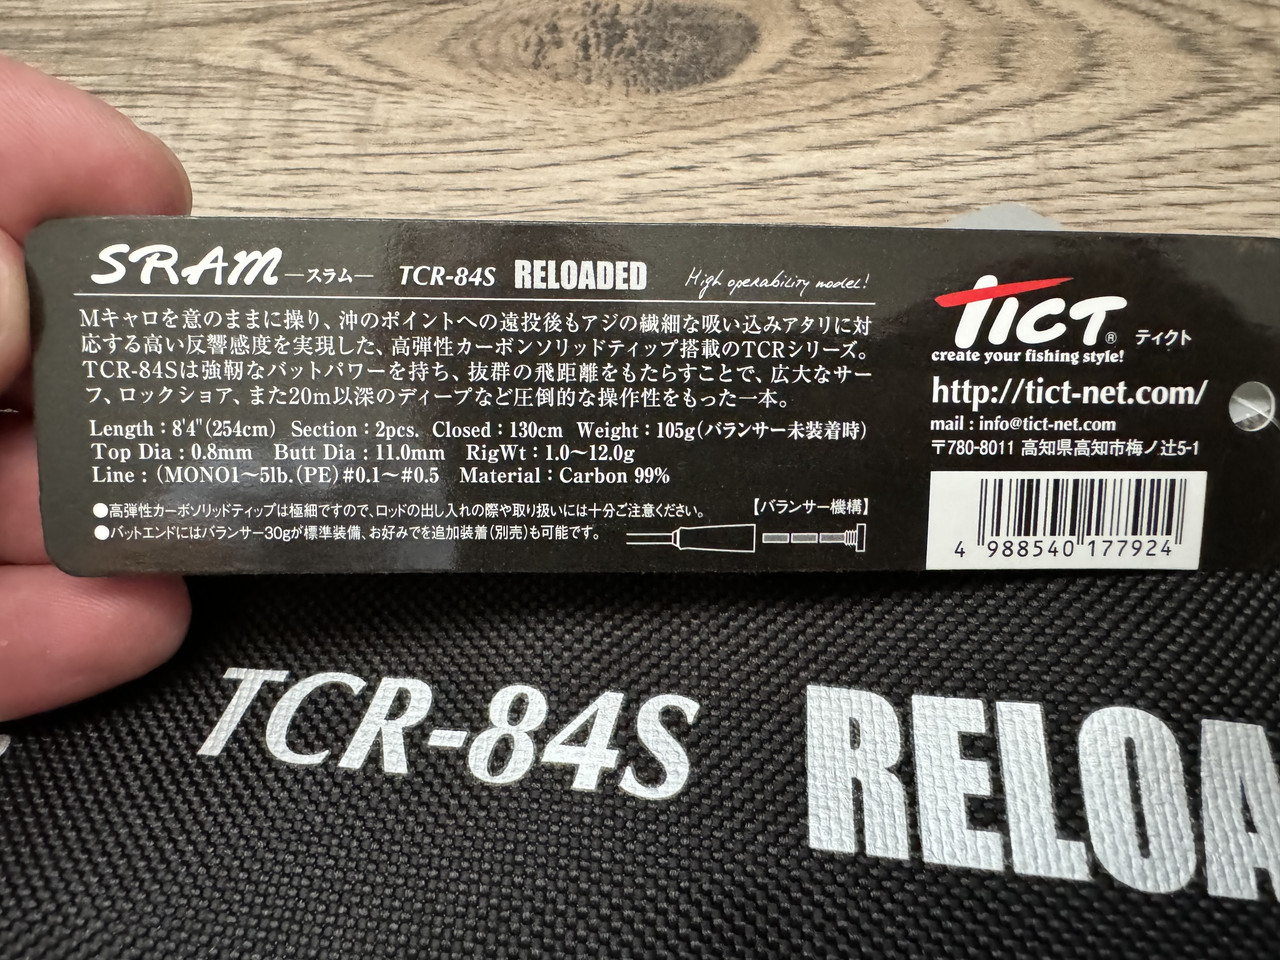 SRAM ―スラム― TCR-84S RELOADED High operability model!
Mキャロを意のままに操り、沖のポイントへの遠投後もアジの繊細な吸い込みアタリに対
応する高い反響感度を実現した、高弾性カーボンソリッドティップ搭載のTCRシリーズ。
TCR-84Sは強靭なバットパワーを持ち、抜群の飛距離をもたらすことで、広大なサー
フ、ロックショア、また20m以深のディープなど圧倒的な操作性をもった一本。
Length : 8'4"(254cm) Section : 2pcs. Closed : 130cm Weight : 105g(バランサー未装着時)
Top Dia : 0.8mm Butt Dia : 11.0mm RigWt : 1.0〜12.0g
Line : (MONO1〜5lb.(PE)#0.1〜#0.5 Material : Carbon 99%
●高弾性カーボソリッドティップは極細ですので、ロッドの出し入れの際や取り扱いには十分ご注意ください。
●バットエンドにはバランサー30gが標準装備、お好みでを追加装着(別売)も可能です。
【バランサー機構】
TICT® ティクト
create your fishing style!
http://tict-net.com/
mail : info@tict-net.com
〒780-8011 高知県高知市梅ノ辻5-1
4 988540 177924
TCR-84S RELOA